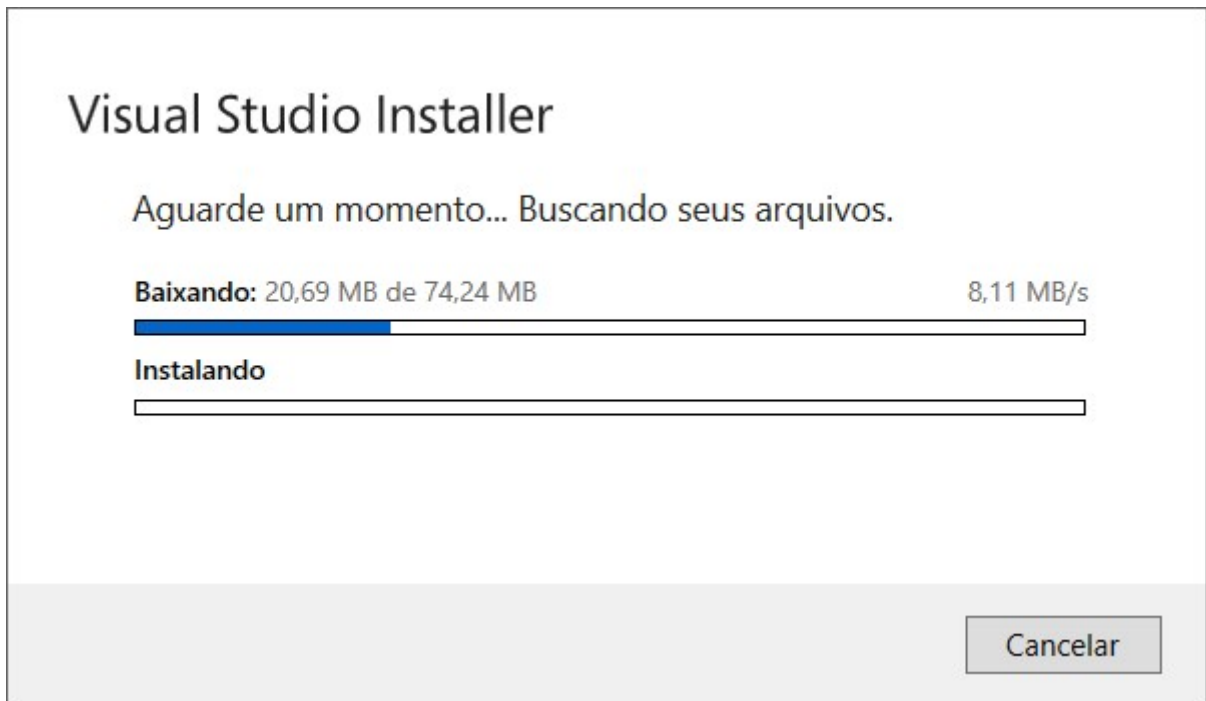 Visual Studio Installer
Aguarde um momento... Buscando seus arquivos.
Baixando: 20,69 MB de 74,24 MB 8,11 MB/s
Instalando
Cancelar